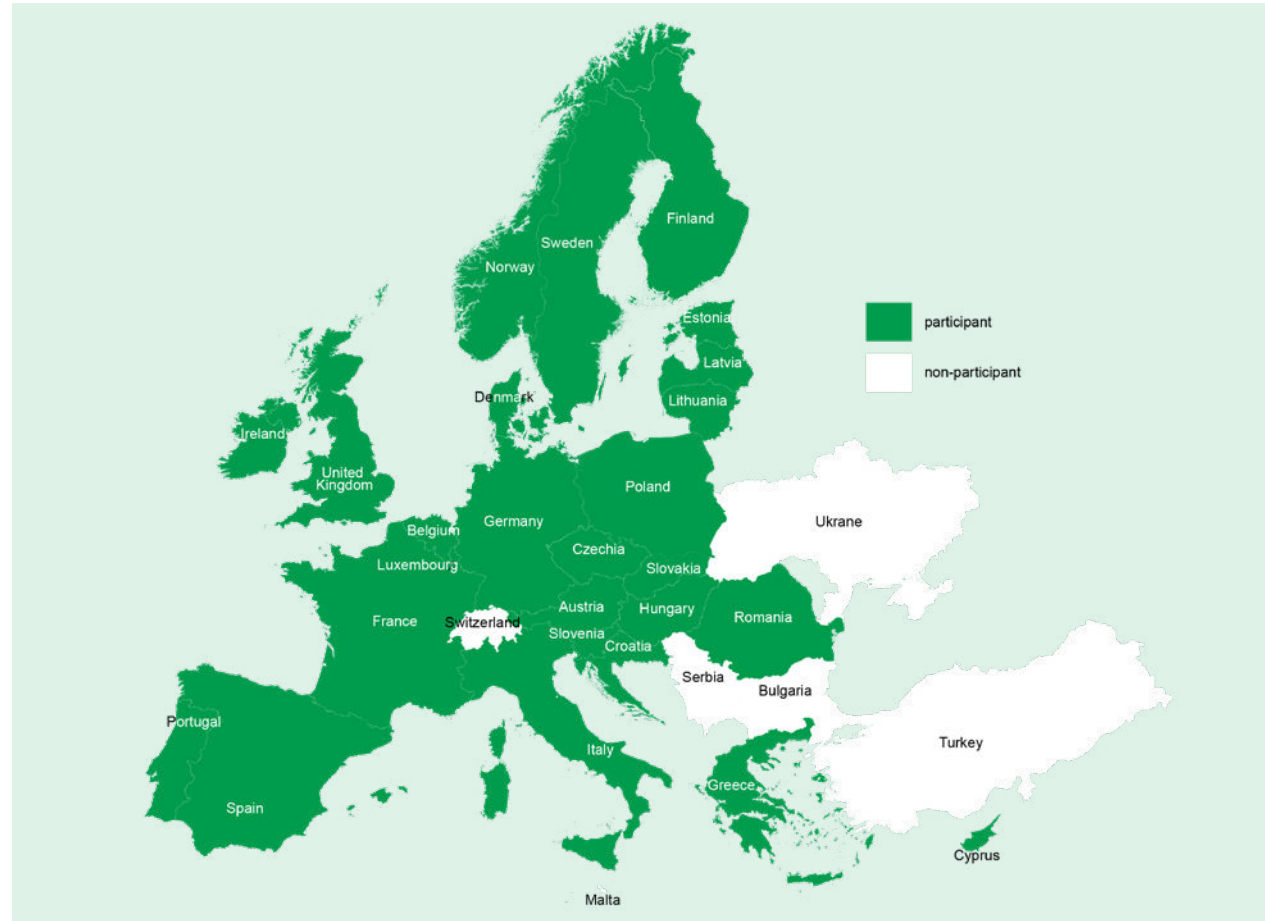 Finland
Sweden
Norway
Estonia
participant
Latvia
non-participant
Denmark
Lithuania
Ireland
United
Kingdom
Poland
Germany
Ukrane
Belgium
Czechia
Luxembourg
Slovakia
Austria
Hungary
France
Switzerland
Romania
Slovenia
Croatia
Serbia
Bulgaria
Portugal
Turkey
Italy
Greece
Spain
Cyprus
Malta